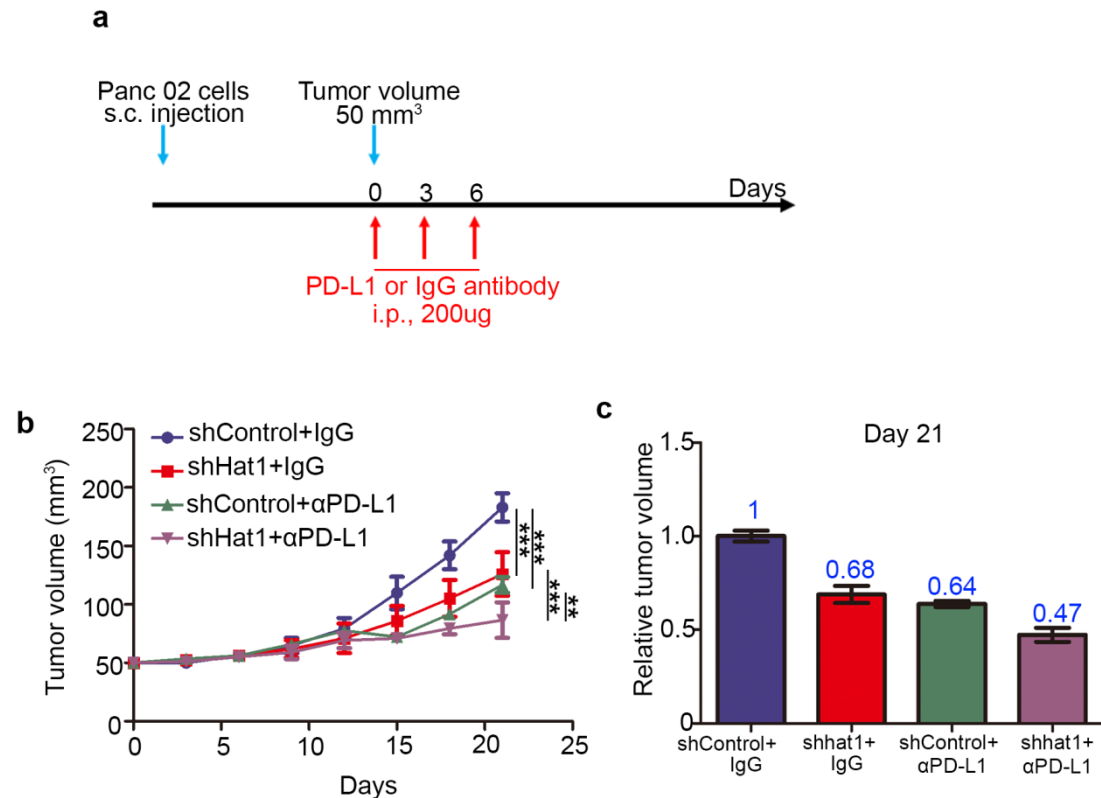 a
Panc 02 cells
s.c. injection
Tumor volume
50 mm³
0 3 6
Days
PD-L1 or IgG antibody
i.p., 200ug
b
shControl+IgG
shHat1+IgG
shControl+αPD-L1
shHat1+αPD-L1
Tumor volume (mm³)
250
200
150
100
50
0
0 5 10 15 20 25
Days
***
***
***
**
c
Day 21
Relative tumor volume
1.5
1.0
0.5
0
1
0.68
0.64
0.47
shControl+
IgG
shhat1+
IgG
shControl+
αPD-L1
shhat1+
αPD-L1